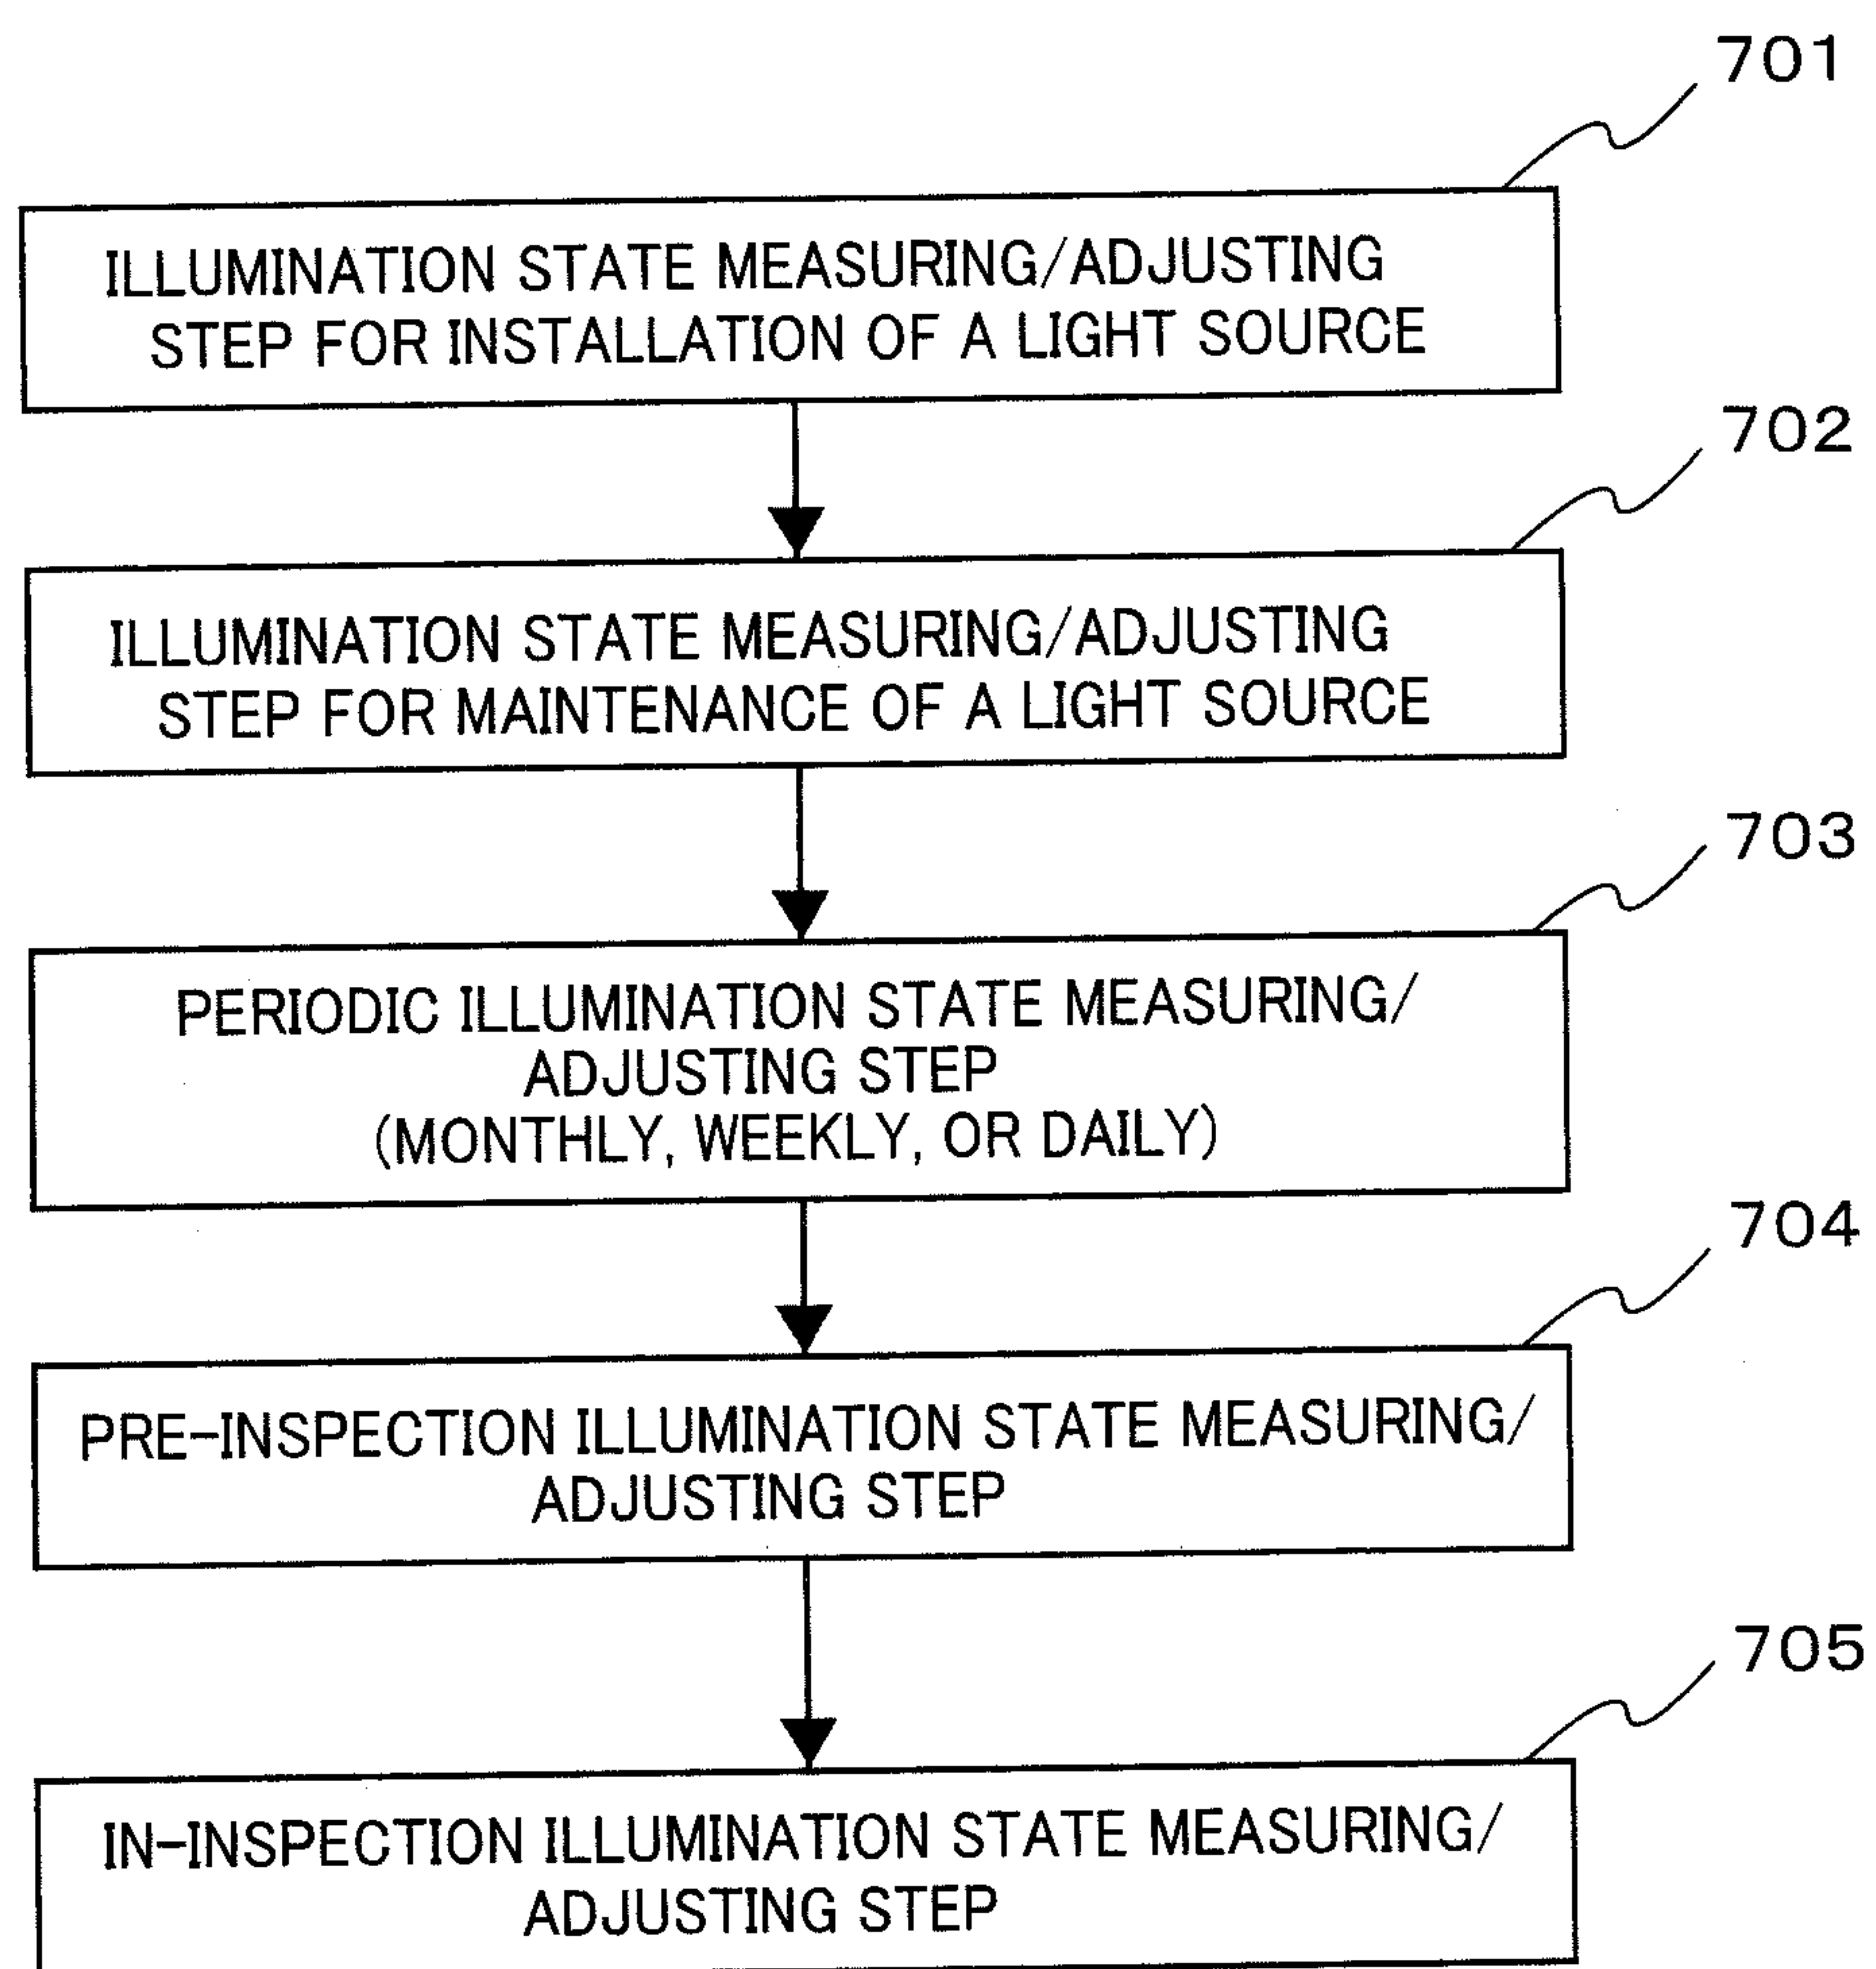 701
ILLUMINATION STATE MEASURING/ADJUSTING
STEP FOR INSTALLATION OF A LIGHT SOURCE
702
ILLUMINATION STATE MEASURING/ADJUSTING
STEP FOR MAINTENANCE OF A LIGHT SOURCE
703
PERIODIC ILLUMINATION STATE MEASURING/
ADJUSTING STEP
(MONTHLY, WEEKLY, OR DAILY)
704
PRE-INSPECTION ILLUMINATION STATE MEASURING/
ADJUSTING STEP
705
IN-INSPECTION ILLUMINATION STATE MEASURING/
ADJUSTING STEP